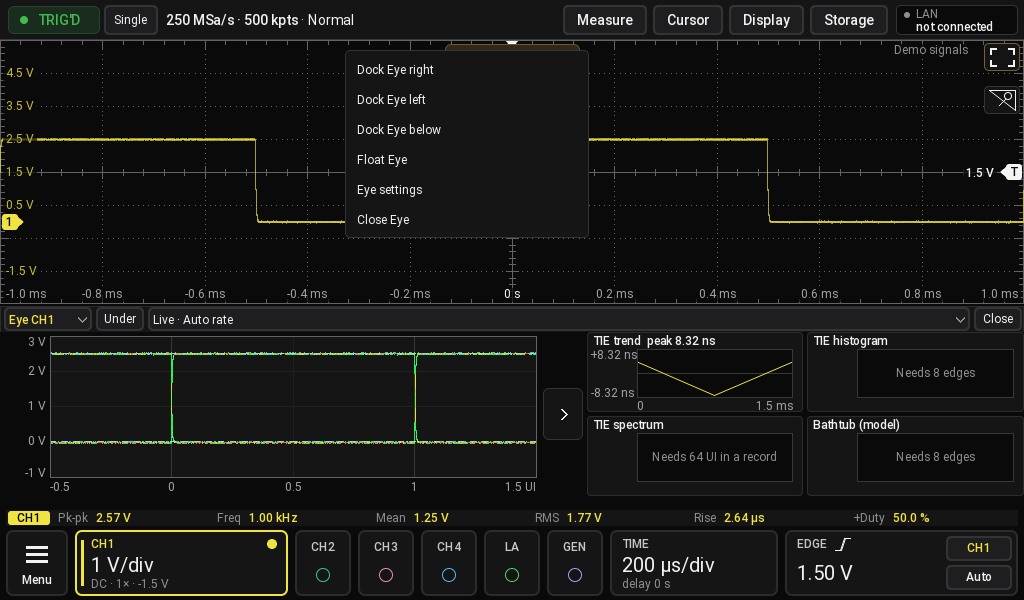 TRIG'D
Single
250 MSa/s · 500 kpts · Normal
Measure
Cursor
Display
Storage
LAN
not connected
Demo signals
4.5 V
3.5 V
2.5 V
1.5 V
0.5 V
-1.5 V
1
1.5 V
T
Dock Eye right
Dock Eye left
Dock Eye below
Float Eye
Eye settings
Close Eye
-1.0 ms
-0.8 ms
-0.6 ms
-0.4 ms
-0.2 ms
0 s
0.2 ms
0.4 ms
0.6 ms
0.8 ms
1.0 ms
Eye CH1
Under
Live · Auto rate
Close
3 V
2 V
1 V
0 V
-1 V
-0.5
0
0.5
1
1.5 UI
TIE trend peak 8.32 ns
+8.32 ns
-8.32 ns
0
1.5 ms
TIE histogram
Needs 8 edges
TIE spectrum
Needs 64 UI in a record
Bathtub (model)
Needs 8 edges
CH1
Pk-pk 2.57 V
Freq 1.00 kHz
Mean 1.25 V
RMS 1.77 V
Rise 2.64 µs
+Duty 50.0 %
Menu
CH1
1 V/div
DC · 1× · -1.5 V
CH2
CH3
CH4
LA
GEN
TIME
200 µs/div
delay 0 s
EDGE
1.50 V
CH1
Auto